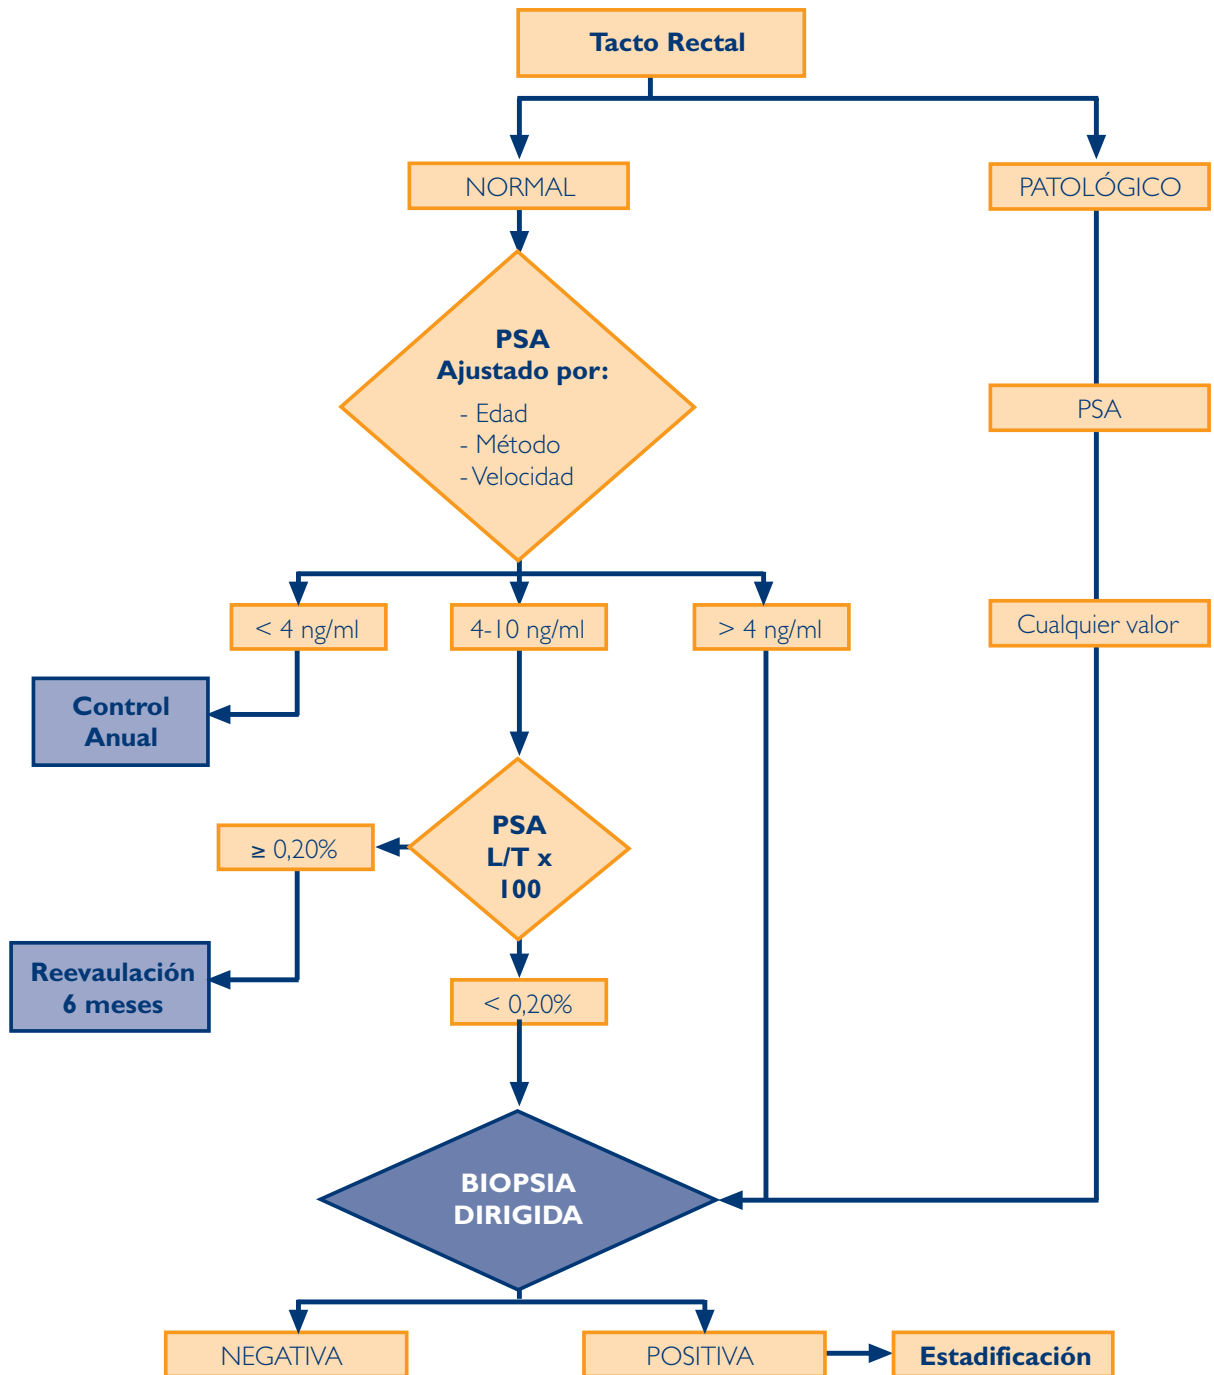 Tacto Rectal
NORMAL
PATOLÓGICO
PSA
Ajustado por:
- Edad
- Método
- Velocidad
PSA
< 4 ng/ml
4-10 ng/ml
> 4 ng/ml
Cualquier valor
Control
Anual
PSA
L/T x
100
≥ 0,20%
Reevaulación
6 meses
< 0,20%
BIOPSIA
DIRIGIDA
NEGATIVA
POSITIVA
Estadificación